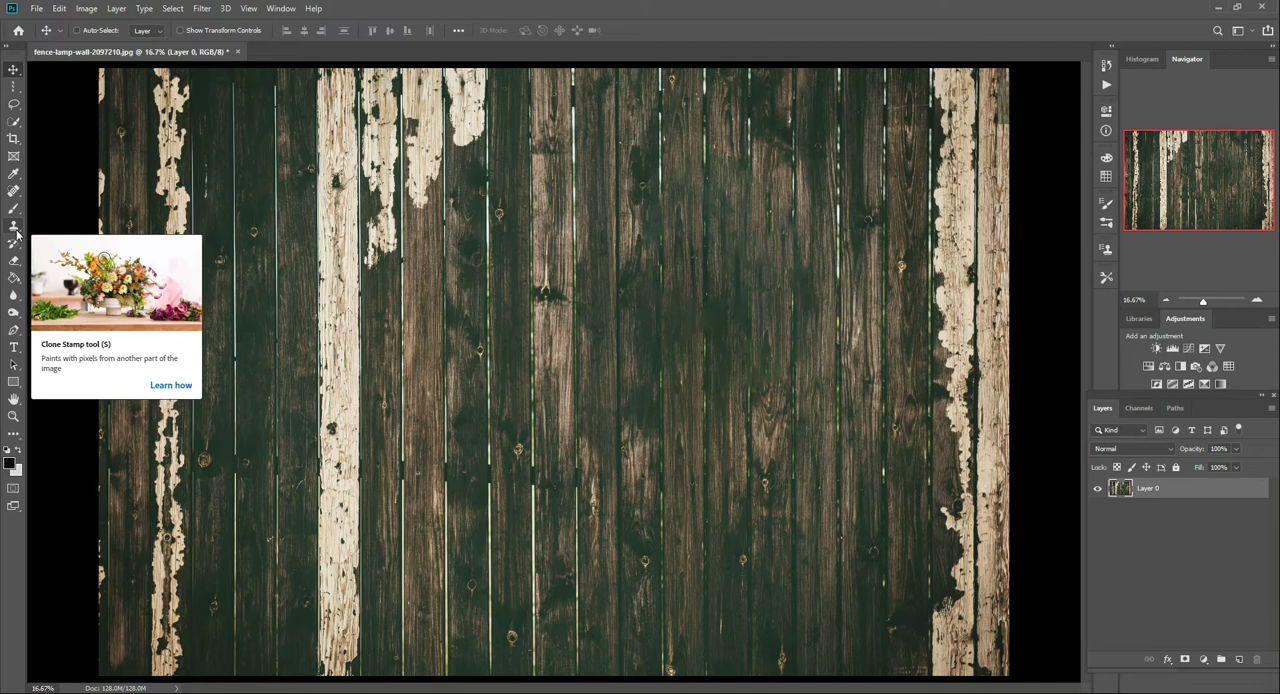 Ps File Edit Image Layer Type Select Filter 3D View Window Help
Auto-Select: Layer Show Transform Controls 3D Mode:
fence-lamp-wall-2097210.jpg @ 16.7% (Layer 0, RGB/8) *
Histogram Navigator
Clone Stamp tool (S)
Paints with pixels from another part of the
image
Learn how
16.67%
Libraries Adjustments
Add an adjustment
Layers Channels Paths
Kind
Normal Opacity: 100%
Lock: Fill: 100%
Layer 0
16.67% Doc: 128.0M/128.0M